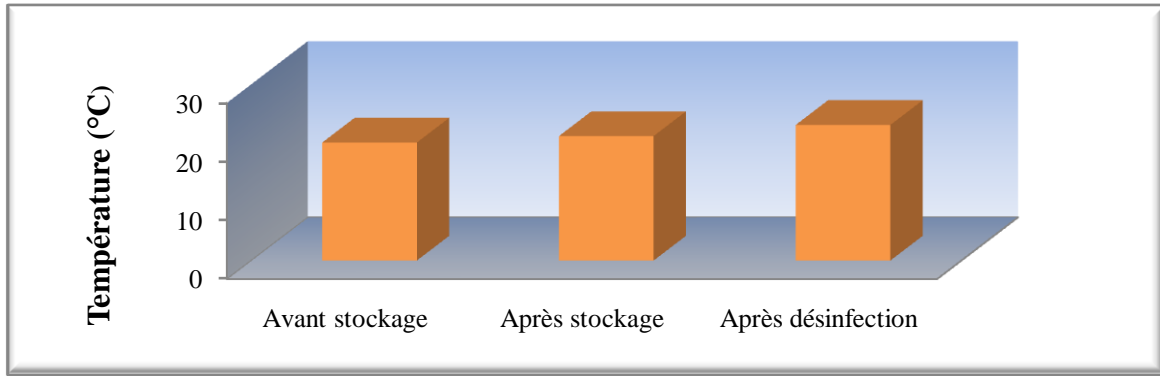 Température (°C)
30
20
10
0
Avant stockage
Après stockage
Après désinfection